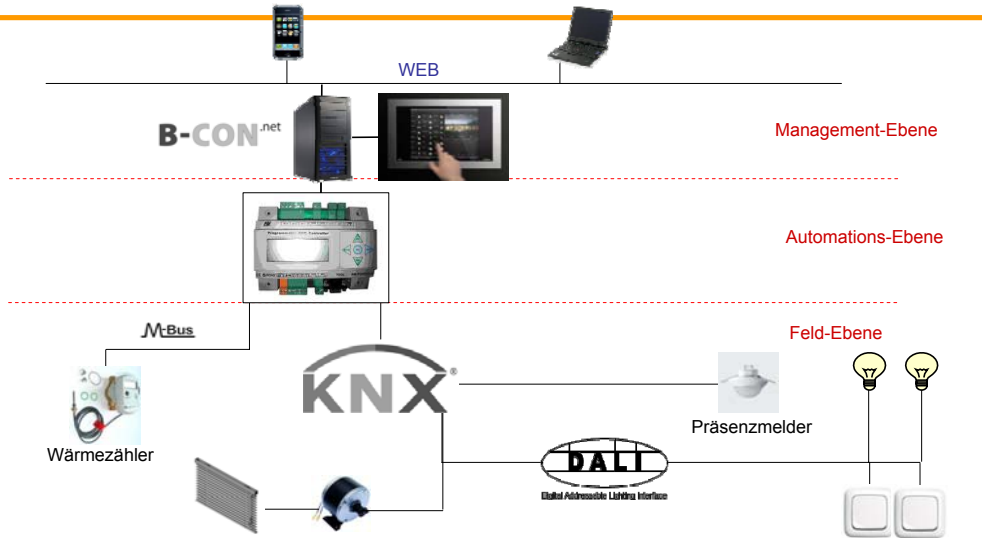 WEB
B-CON.net
Management-Ebene
Automations-Ebene
M-Bus
Feld-Ebene
KNX®
Präsenzmelder
Wärmezähler
DALI
Digital Addressable Lighting Interface